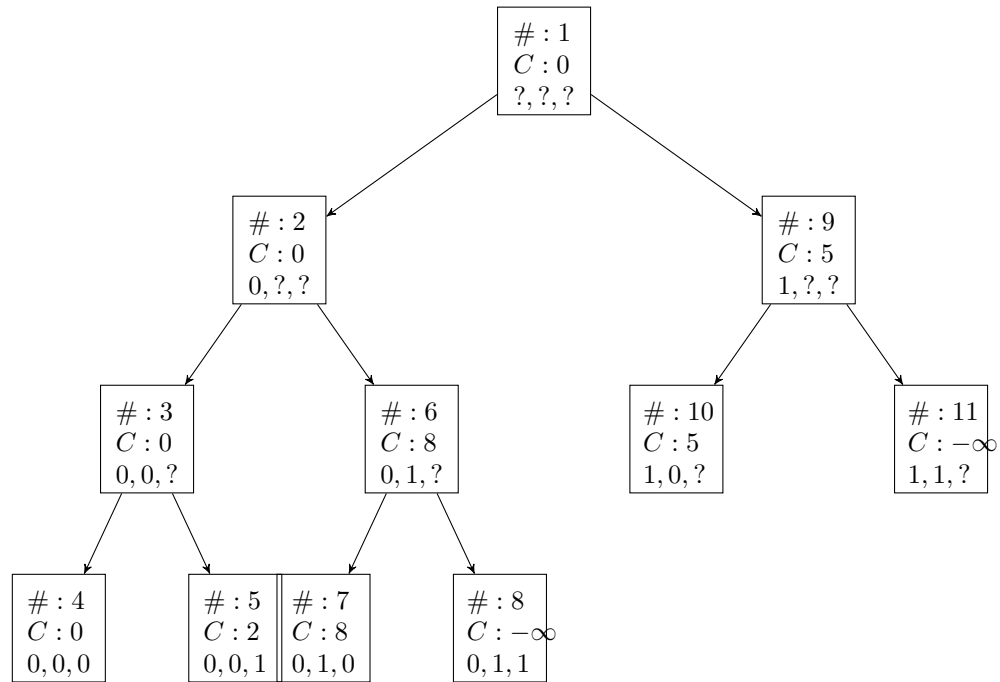 # : 1
C : 0
?, ?, ?
# : 2
C : 0
0, ?, ?
# : 9
C : 5
1, ?, ?
# : 3
C : 0
0, 0, ?
# : 6
C : 8
0, 1, ?
# : 10
C : 5
1, 0, ?
# : 11
C : −∞
1, 1, ?
# : 4
C : 0
0, 0, 0
# : 5
C : 2
0, 0, 1
# : 7
C : 8
0, 1, 0
# : 8
C : −∞
0, 1, 1